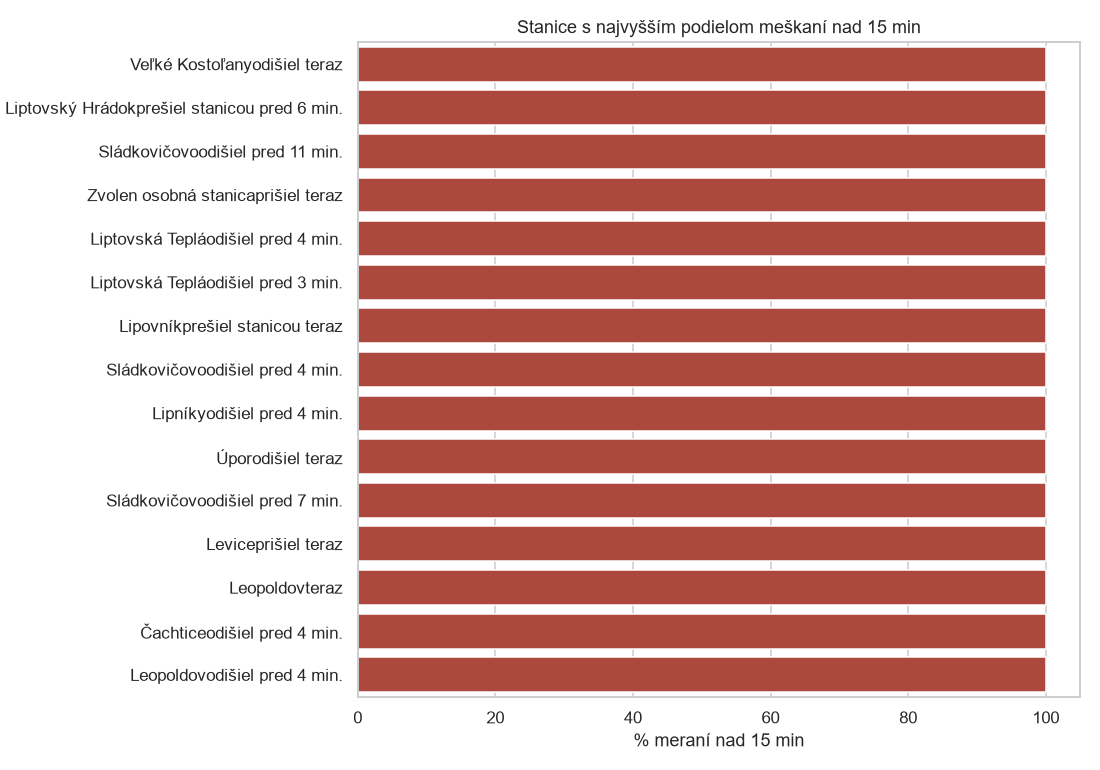 Stanice s najvyšším podielom meškaní nad 15 min
Veľké Kostoľanyodišiel teraz
Liptovský Hrádokprešiel stanicou pred 6 min.
Sládkovičovoodišiel pred 11 min.
Zvolen osobná stanicaprišiel teraz
Liptovská Tepláodišiel pred 4 min.
Liptovská Tepláodišiel pred 3 min.
Lipovníkprešiel stanicou teraz
Sládkovičovoodišiel pred 4 min.
Lipníkyodišiel pred 4 min.
Úporodišiel teraz
Sládkovičovoodišiel pred 7 min.
Leviceprišiel teraz
Leopoldovteraz
Čachticeodišiel pred 4 min.
Leopoldovodišiel pred 4 min.
0 20 40 60 80 100
% meraní nad 15 min